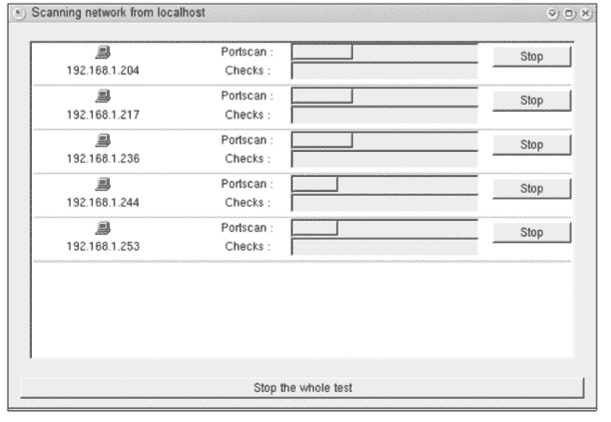 Scanning network from localhost
Portscan :
192.168.1.204 Checks : Stop
Portscan :
192.168.1.217 Checks : Stop
Portscan :
192.168.1.236 Checks : Stop
Portscan :
192.168.1.244 Checks : Stop
Portscan :
192.168.1.253 Checks : Stop
Stop the whole test